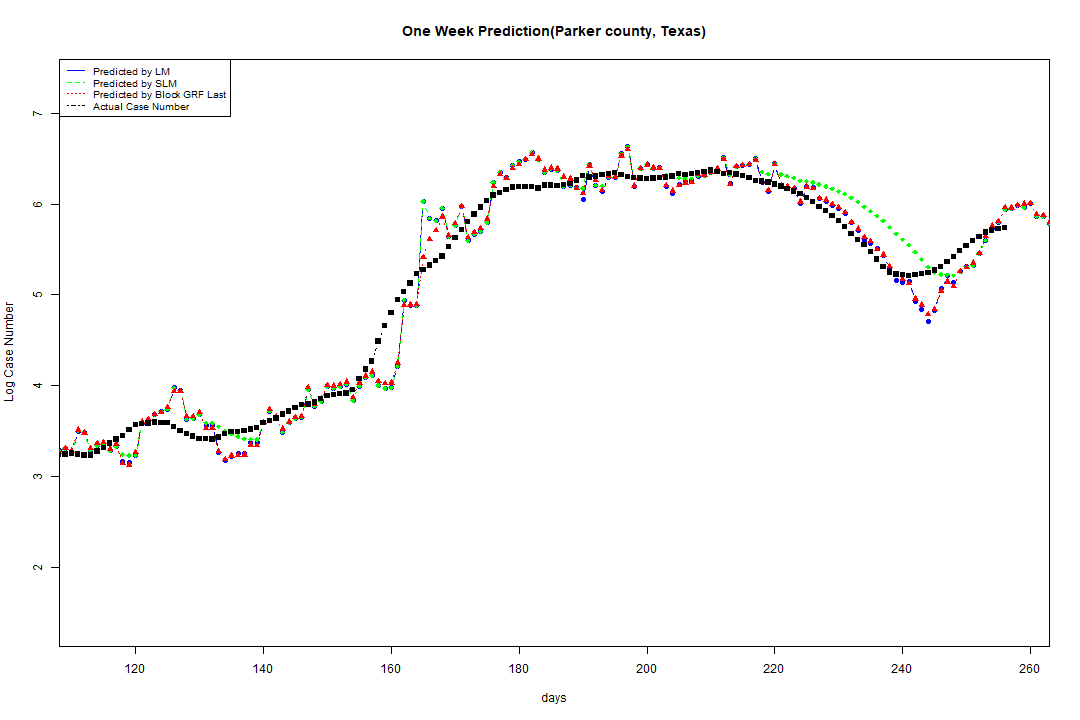 One Week Prediction(Parker county, Texas)
Predicted by LM
Predicted by SLM
Predicted by Block GRF Last
Actual Case Number
7
6
5
4
3
2
Log Case Number
120 140 160 180 200 220 240 260
days